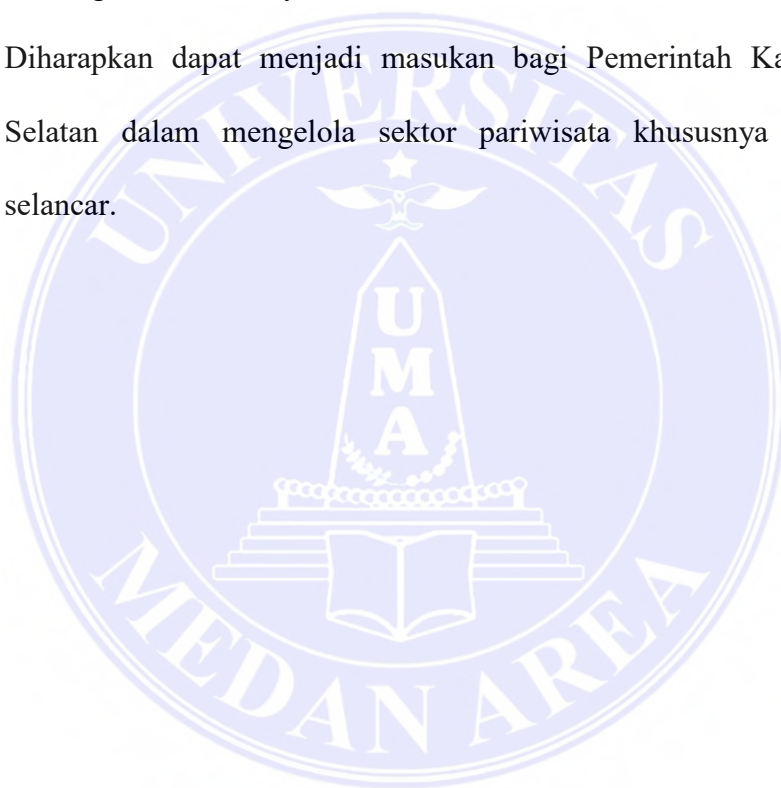 Diharapkan dapat menjadi masukan bagi Pemerintah Ka
Selatan dalam mengelola sektor pariwisata khususnya
selancar.
UNIVERSITAS
UMA
MEDAN AREA